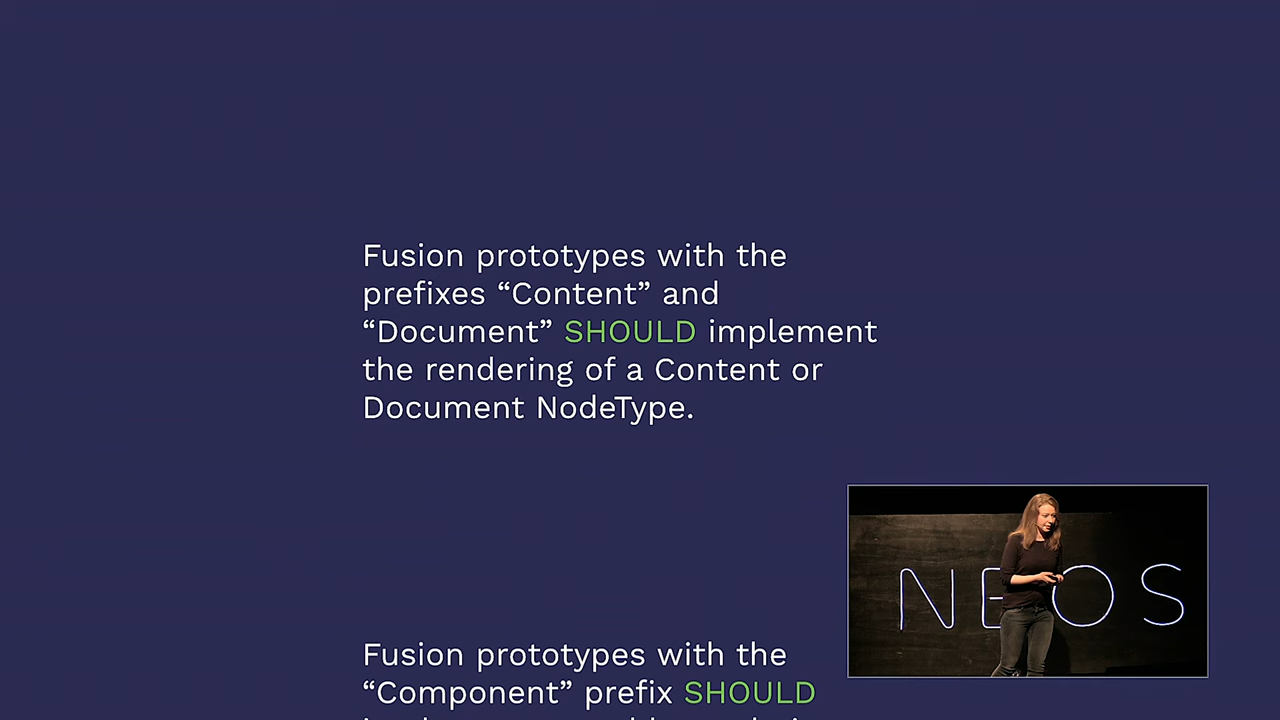 Fusion prototypes with the
prefixes “Content” and
“Document” SHOULD implement
the rendering of a Content or
Document NodeType.
NEOS
Fusion prototypes with the
“Component” prefix SHOULD